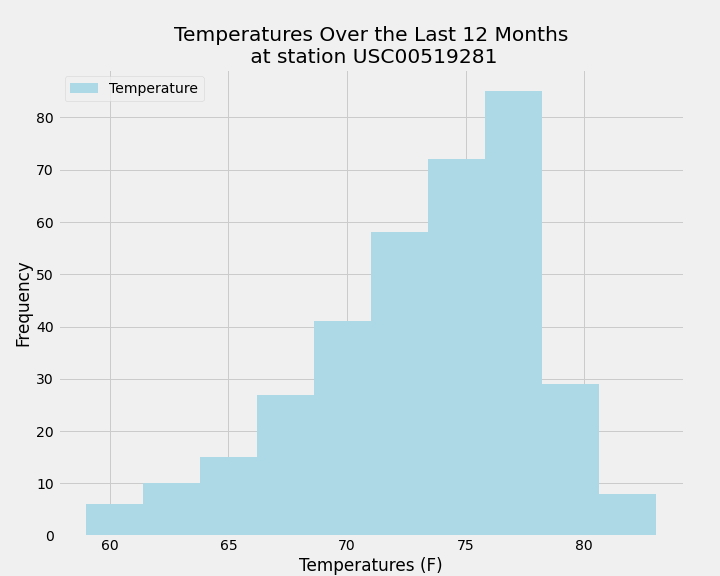 Temperatures Over the Last 12 Months
at station USC00519281
Temperature
80
70
60
50
40
30
20
10
0
Frequency
60 65 70 75 80
Temperatures (F)